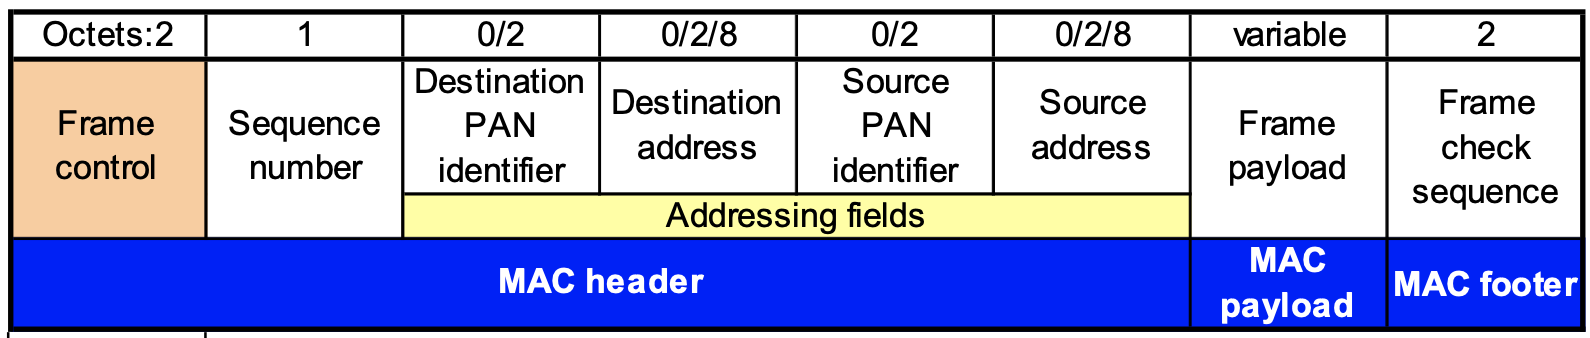 Octets:2 1 0/2 0/2/8 0/2 0/2/8 variable 2
Frame
control
Sequence
number
Destination
PAN
identifier
Destination
address
Source
PAN
identifier
Source
address
Frame
payload
Frame
check
sequence
Addressing fields
MAC header
MAC
payload
MAC footer